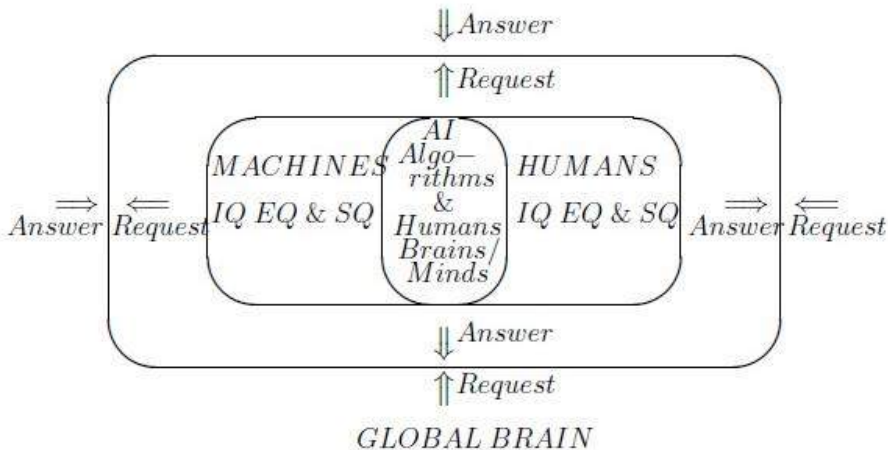 ⇓ Answer
⇑ Request
AI
Algo-
rithms
&
Humans
Brains/
Minds
MACHINES
IQ EQ & SQ
HUMANS
IQ EQ & SQ
⇒ ⇐
Answer Request
⇒ ⇐
Answer Request
⇓ Answer
⇑ Request
GLOBAL BRAIN